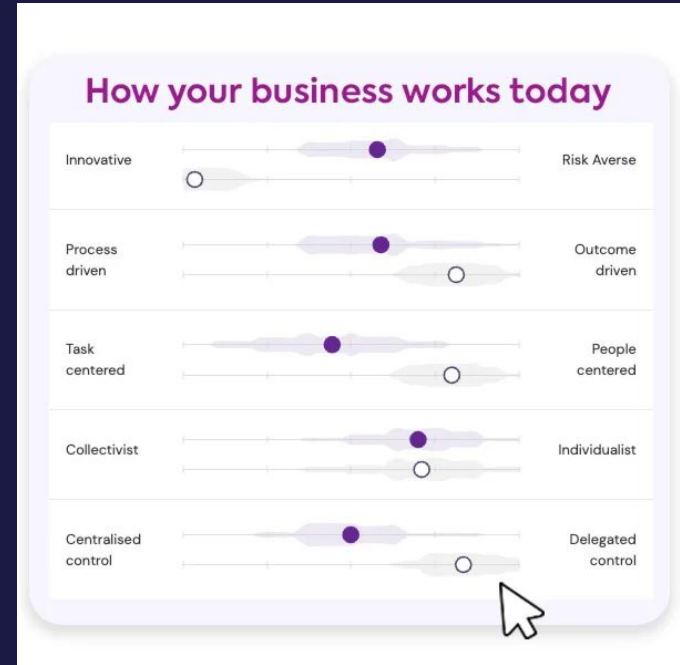 How your business works today
Innovative
Risk Averse
Process
driven
Outcome
driven
Task
centered
People
centered
Collectivist
Individualist
Centralised
control
Delegated
control